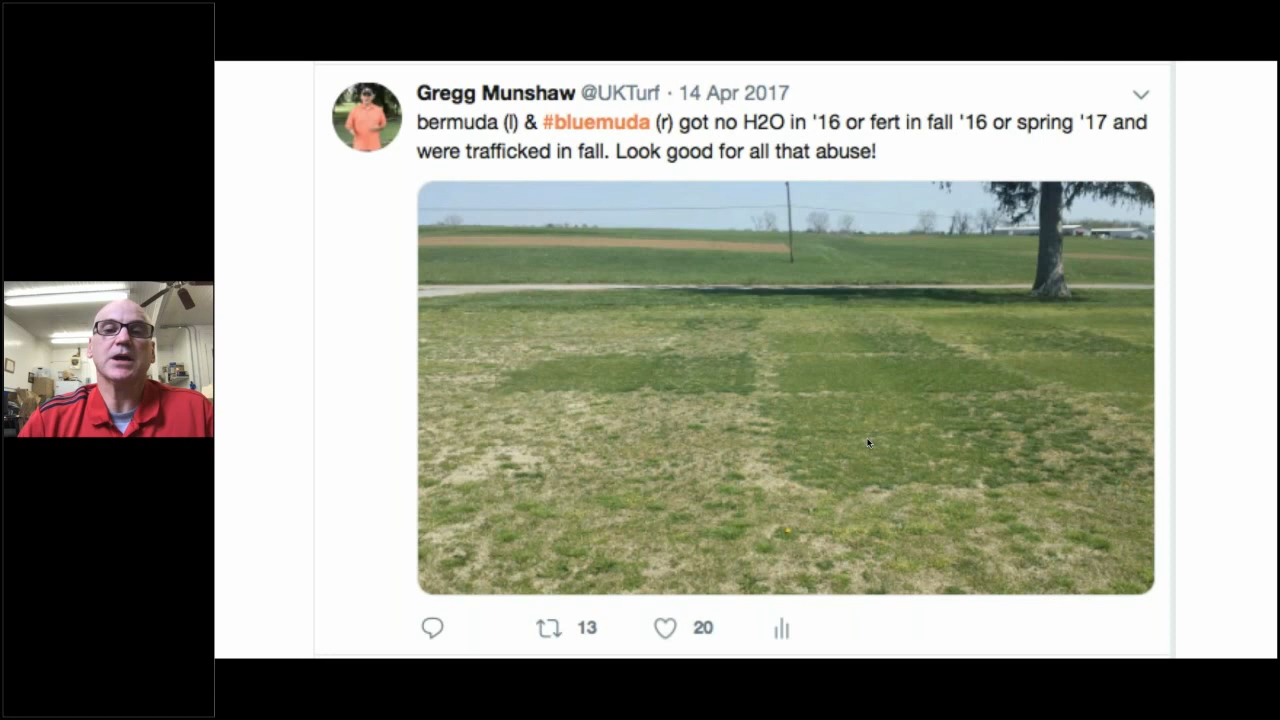 Gregg Munshaw @UKTurf · 14 Apr 2017
bermuda (l) & #bluemuda (r) got no H2O in '16 or fert in fall '16 or spring '17 and
were trafficked in fall. Look good for all that abuse!
13 20